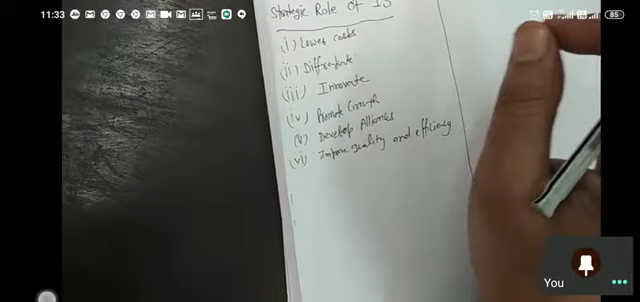 11:33
85
Strategic Role of IS
(i) Lower costs
(ii) Differentiate
(iii) Innovate
(iv) Promote Growth
(v) Develop Alliances
(vi) Improve quality and efficiency
You